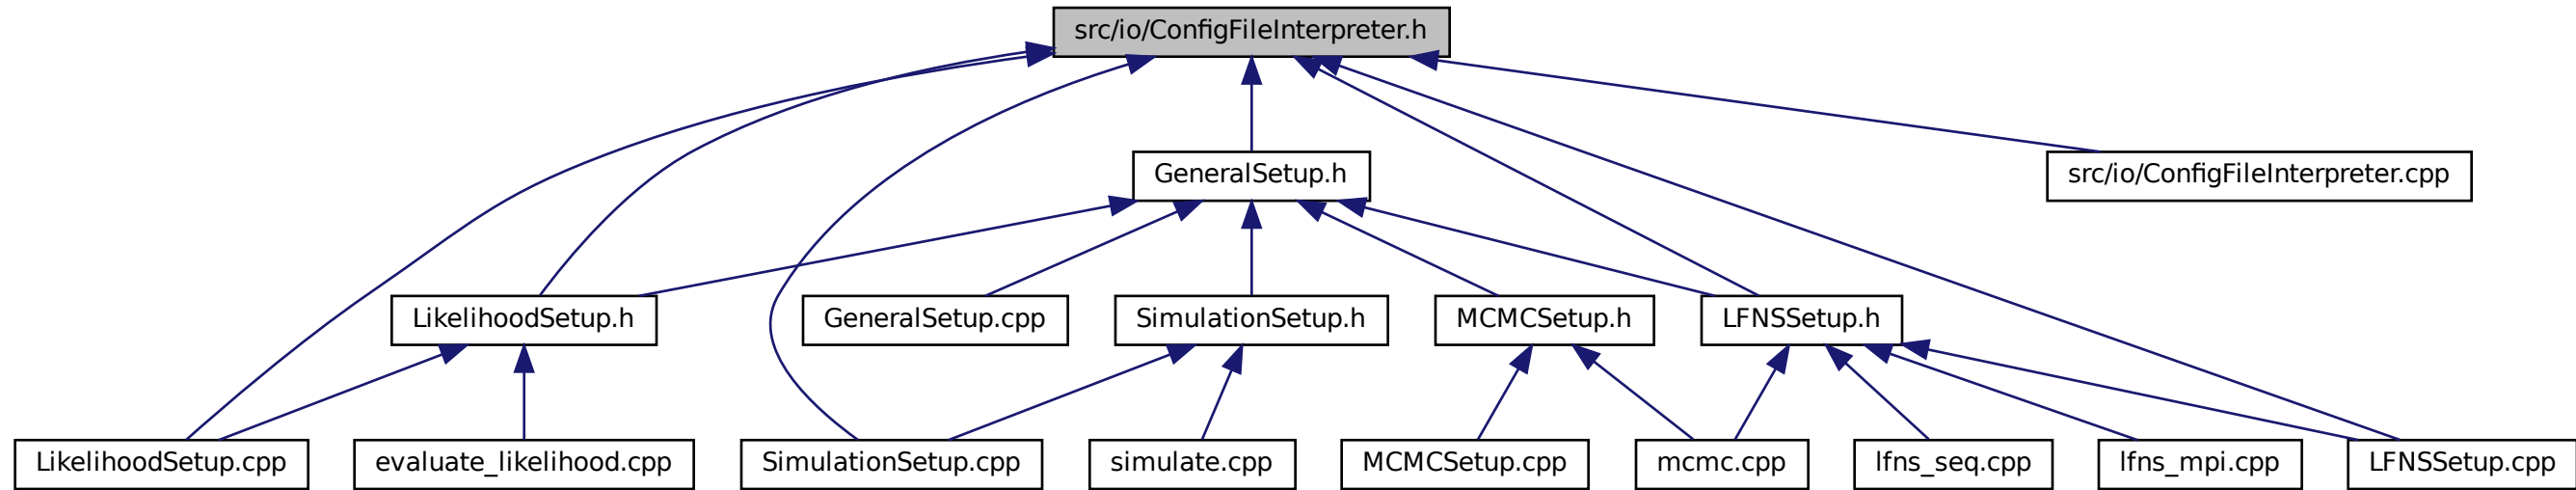 src/io/ConfigFileInterpreter.h
GeneralSetup.h
src/io/ConfigFileInterpreter.cpp
LikelihoodSetup.h
GeneralSetup.cpp
SimulationSetup.h
MCMCSetup.h
LFNSSetup.h
LikelihoodSetup.cpp
evaluate_likelihood.cpp
SimulationSetup.cpp
simulate.cpp
MCMCSetup.cpp
mcmc.cpp
lfns_seq.cpp
lfns_mpi.cpp
LFNSSetup.cpp